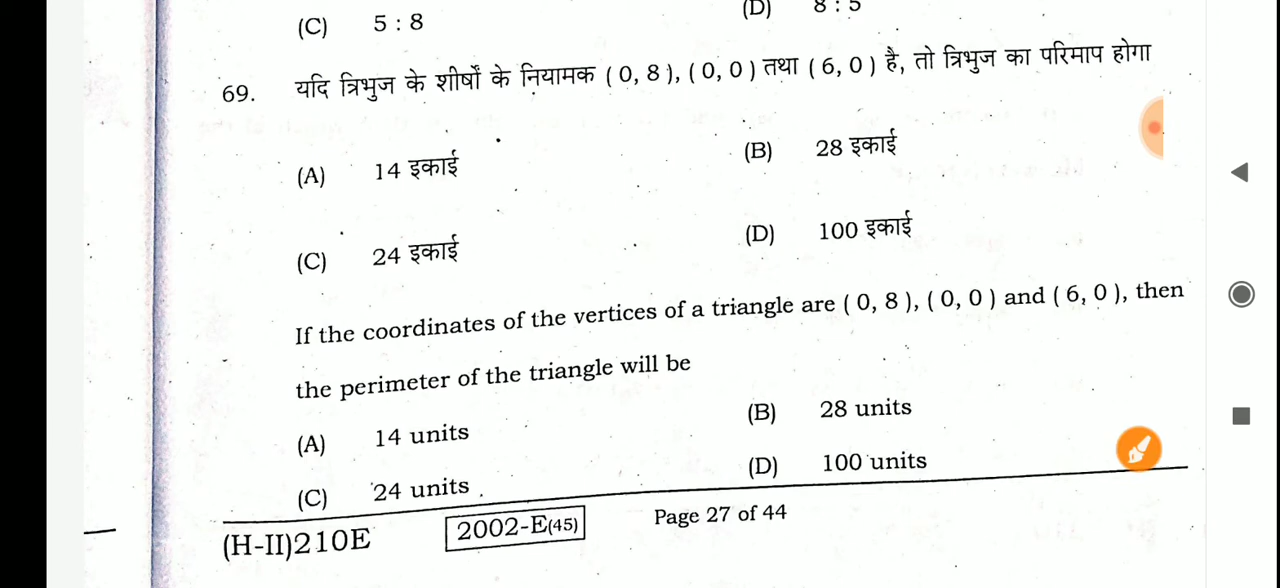 (C) 5 : 8 (D) 8 : 5
69. यदि त्रिभुज के शीर्षों के नियामक ( 0, 8 ), ( 0, 0 ) तथा ( 6, 0 ) है, तो त्रिभुज का परिमाप होगा
(A) 14 इकाई (B) 28 इकाई
(C) 24 इकाई (D) 100 इकाई
If the coordinates of the vertices of a triangle are ( 0, 8 ), ( 0, 0 ) and ( 6, 0 ), then
the perimeter of the triangle will be
(A) 14 units (B) 28 units
(C) 24 units (D) 100 units
(H-II)210E 2002-E(45) Page 27 of 44